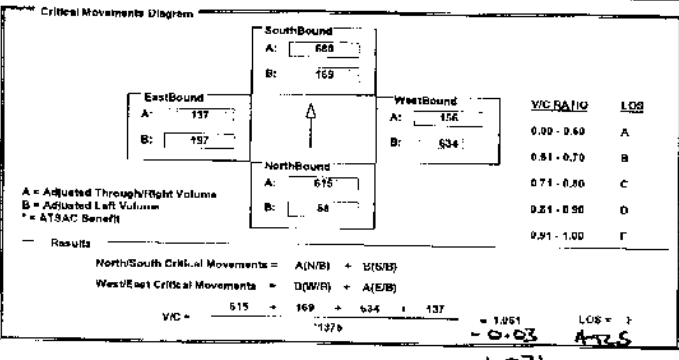 Critical Movements Diagram
SouthBound
A: 680
B: 169
EastBound
A: 137
B: 197
WestBound
A: 156
B: 634
NorthBound
A: 615
B: 58
V/C RATIO LOS
0.00 - 0.60 A
0.61 - 0.70 B
0.71 - 0.80 C
0.81 - 0.90 D
0.91 - 1.00
A = Adjusted Through/Right Volume
B = Adjusted Left Volume
* = ATSAC Benefit
Results
North/South Critical Movements = A(N/B) + B(S/B)
West/East Critical Movements = B(W/B) + A(E/B)
V/C = 615 + 169 + 634 + 137
*1375
= 1.061 LOS =
- 0.03